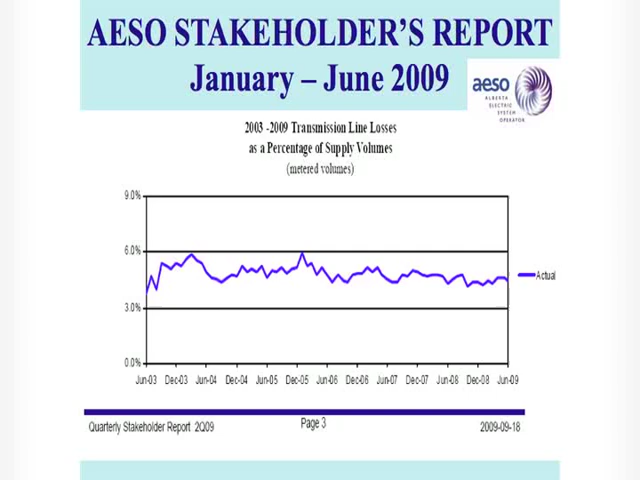 AESO STAKEHOLDER'S REPORT
January – June 2009
aeso
ALBERTA
ELECTRIC
SYSTEM
OPERATOR
2003 -2009 Transmission Line Losses
as a Percentage of Supply Volumes
(metered volumes)
9.0%
6.0%
3.0%
0.0%
Actual
Jun-03 Dec-03 Jun-04 Dec-04 Jun-05 Dec-05 Jun-06 Dec-06 Jun-07 Dec-07 Jun-08 Dec-08 Jun-09
Quarterly Stakeholder Report 2Q09 Page 3 2009-09-18